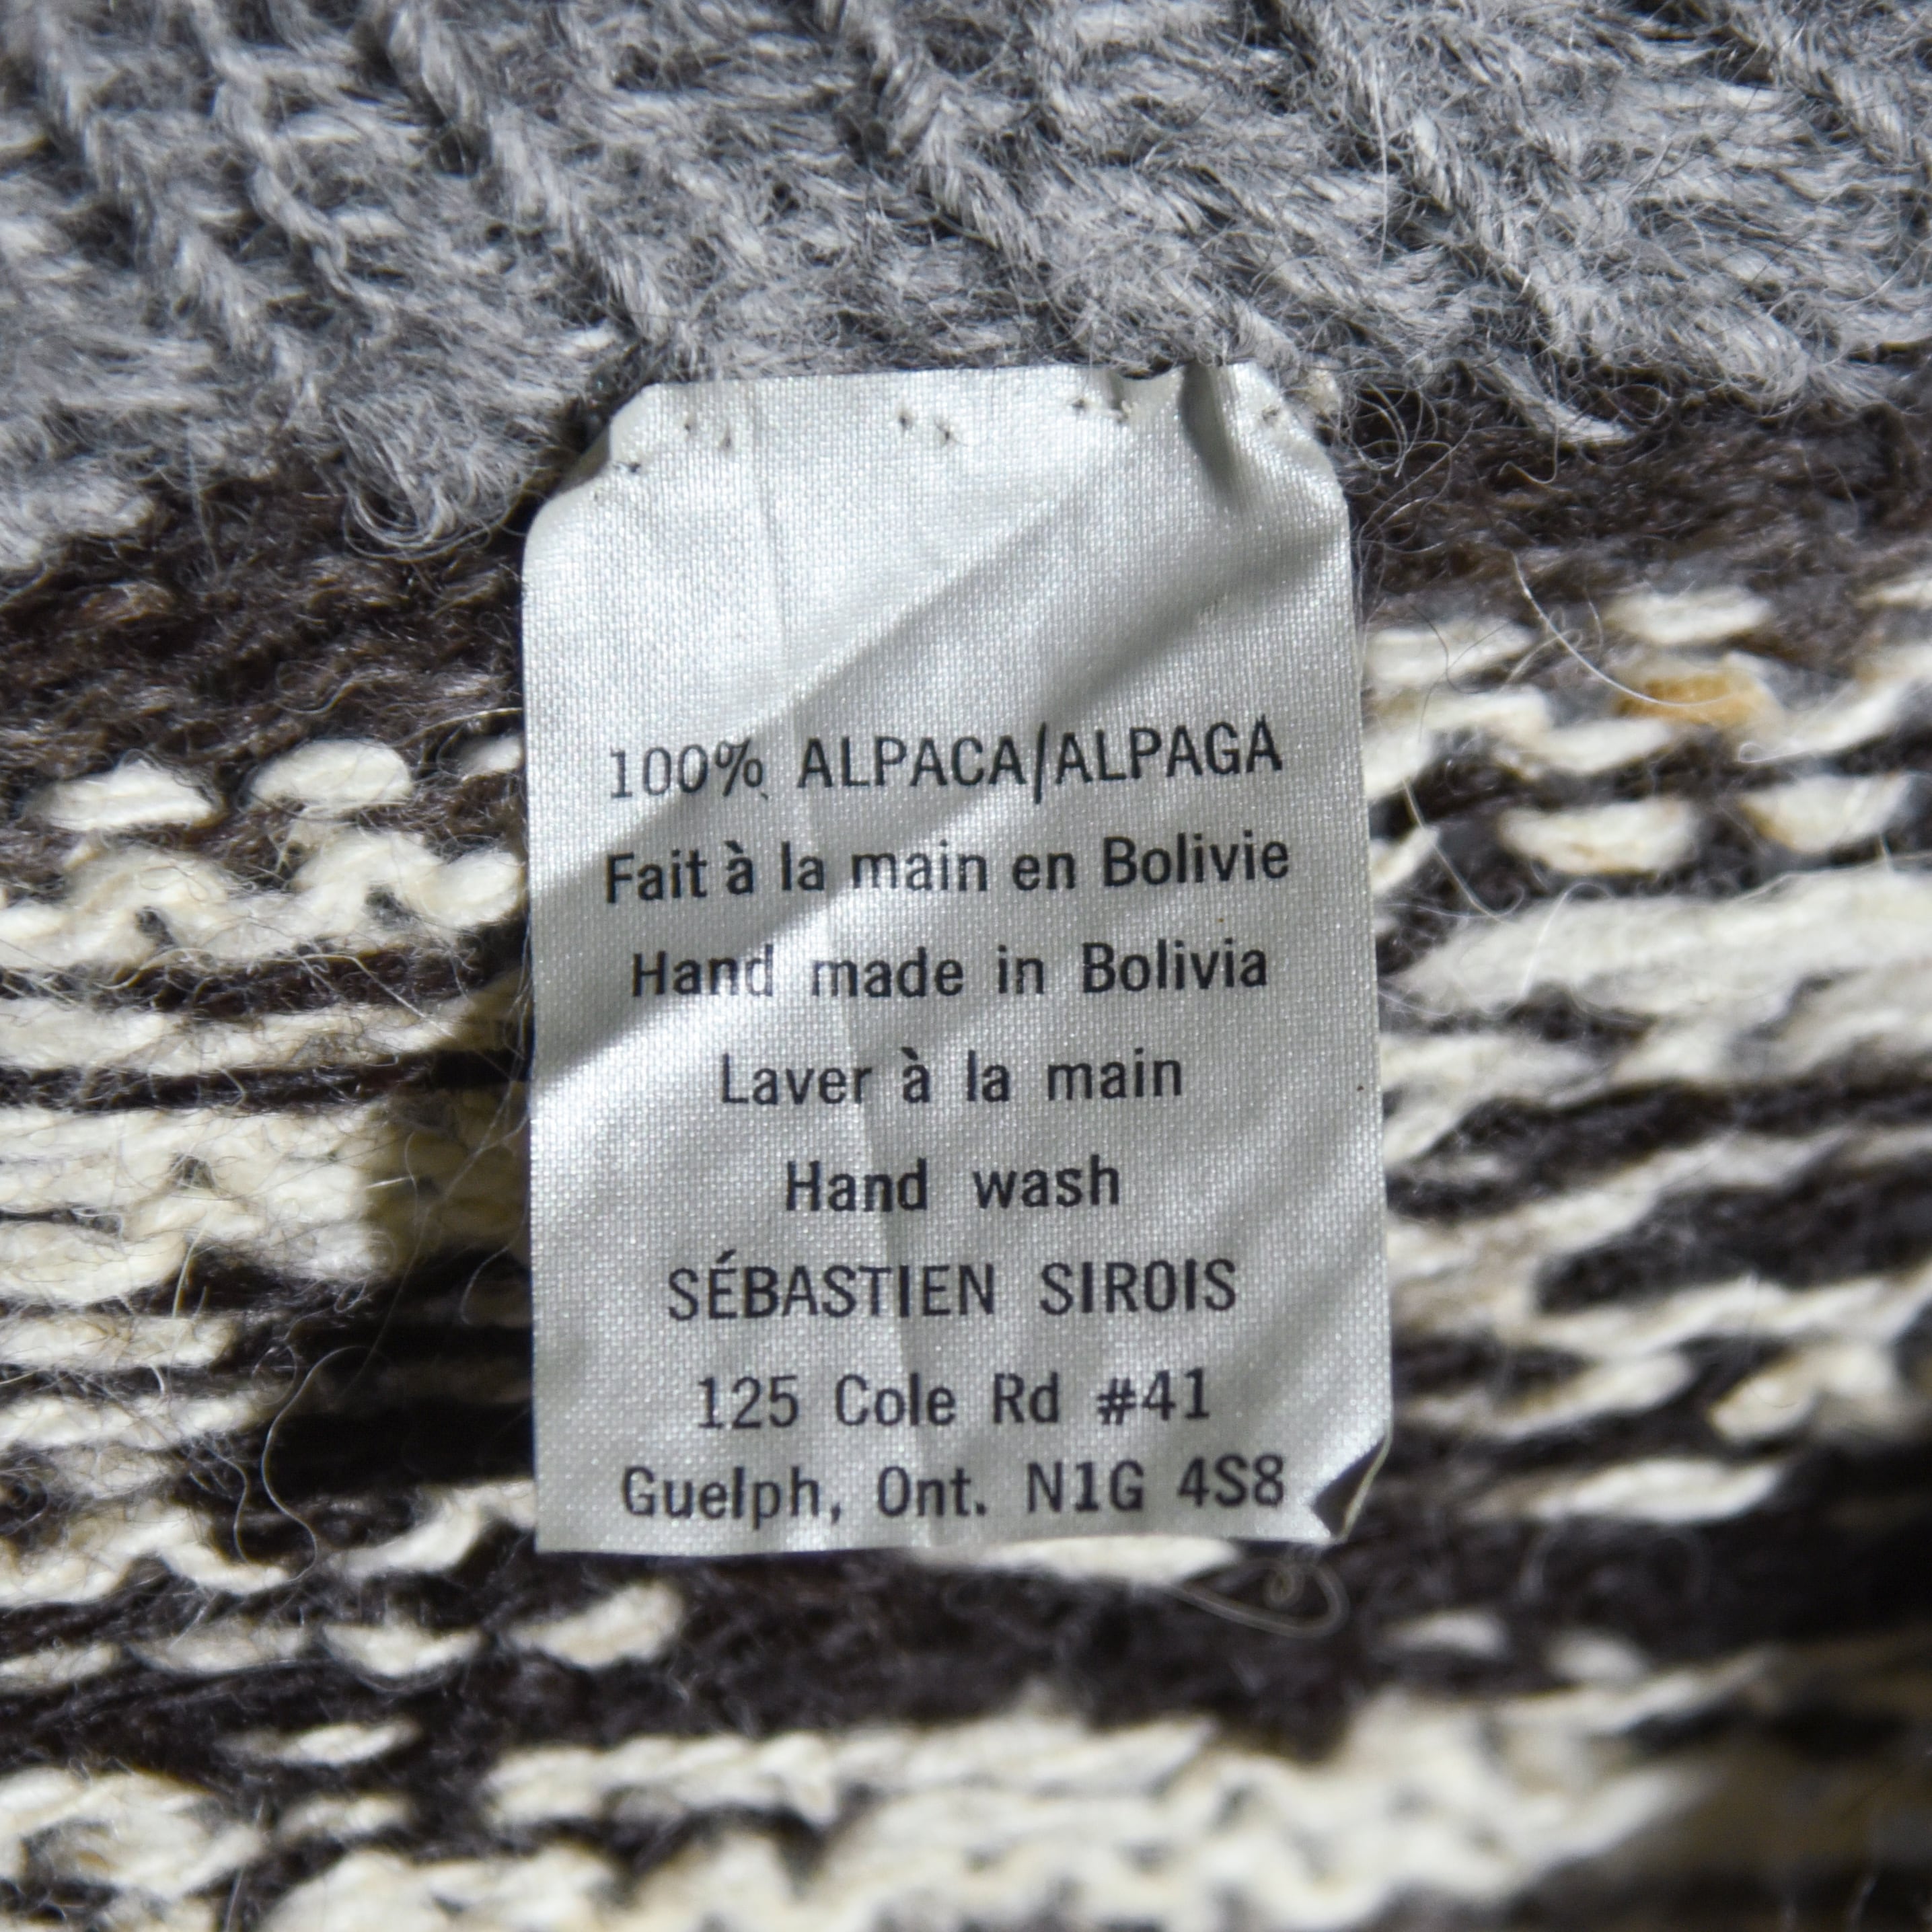 100% ALPACA/ALPAGA
Fait à la main en Bolivie
Hand made in Bolivia
Laver à la main
Hand wash
SÉBASTIEN SIROIS
125 Cole Rd #41
Guelph, Ont. N1G 4S8